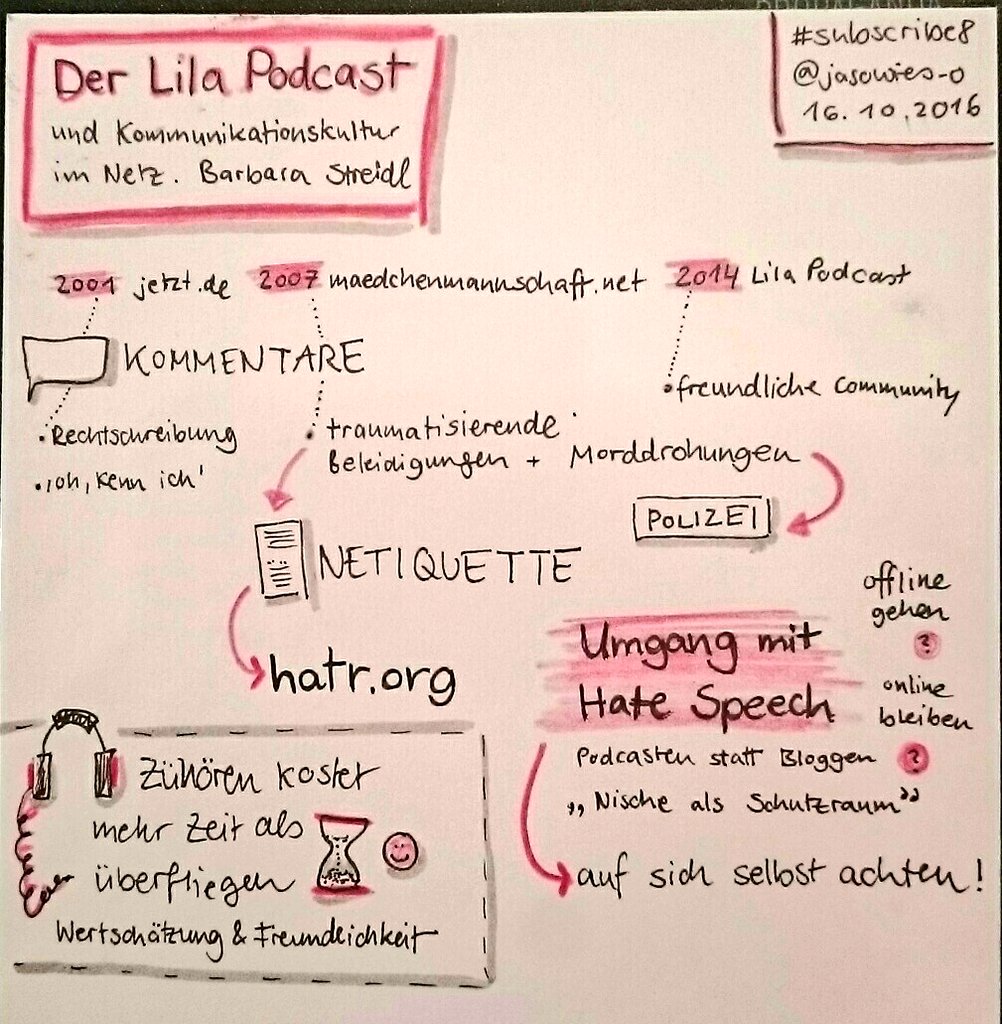 Der Lila Podcast
und Kommunikationskultur
im Netz. Barbara Streidl
#subscribe8
@jasowies-o
16.10.2016
2001 jetzt.de 2007 maedchenmannschaft.net 2014 Lila Podcast
KOMMENTARE
• freundliche Community
• Rechtschreibung
• 'oh, kenn ich'
• traumatisierende
Beleidigungen + Morddrohungen
POLIZEI
NETIQUETTE
hatr.org
offline
gehen
?
online
bleiben
Umgang mit
Hate Speech
Podcasten statt Bloggen ?
„Nische als Schutzraum”
auf sich selbst achten!
Zühören kostet
mehr Zeit als
überfliegen
Wertschätzung & Freundlichkeit